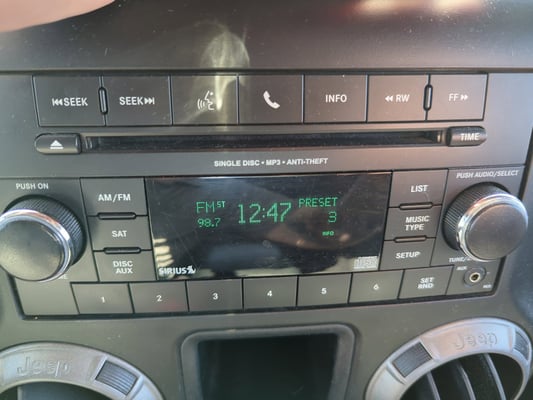 SEEK SEEK INFO RW FF
TIME
SINGLE DISC • MP3 • ANTI-THEFT
PUSH ON
PUSH AUDIO/SELECT
AM/FM
SAT
DISC
AUX
FM ST 12:47 PRESET
98.7 3
INFO
SIRIUS
LIST
MUSIC
TYPE
SETUP
1 2 3 4 5 6 SET
RND
AUX
Jeep Jeep